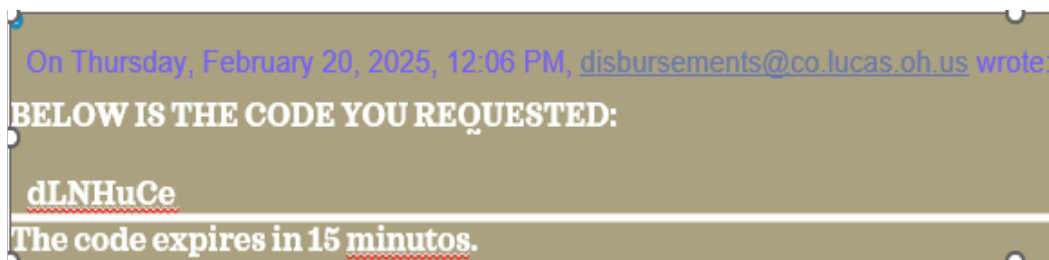 On Thursday, February 20, 2025, 12:06 PM, disbursements@co.lucas.oh.us wrote:
BELOW IS THE CODE YOU REQUESTED:
dLNHuCe
The code expires in 15 minutos.